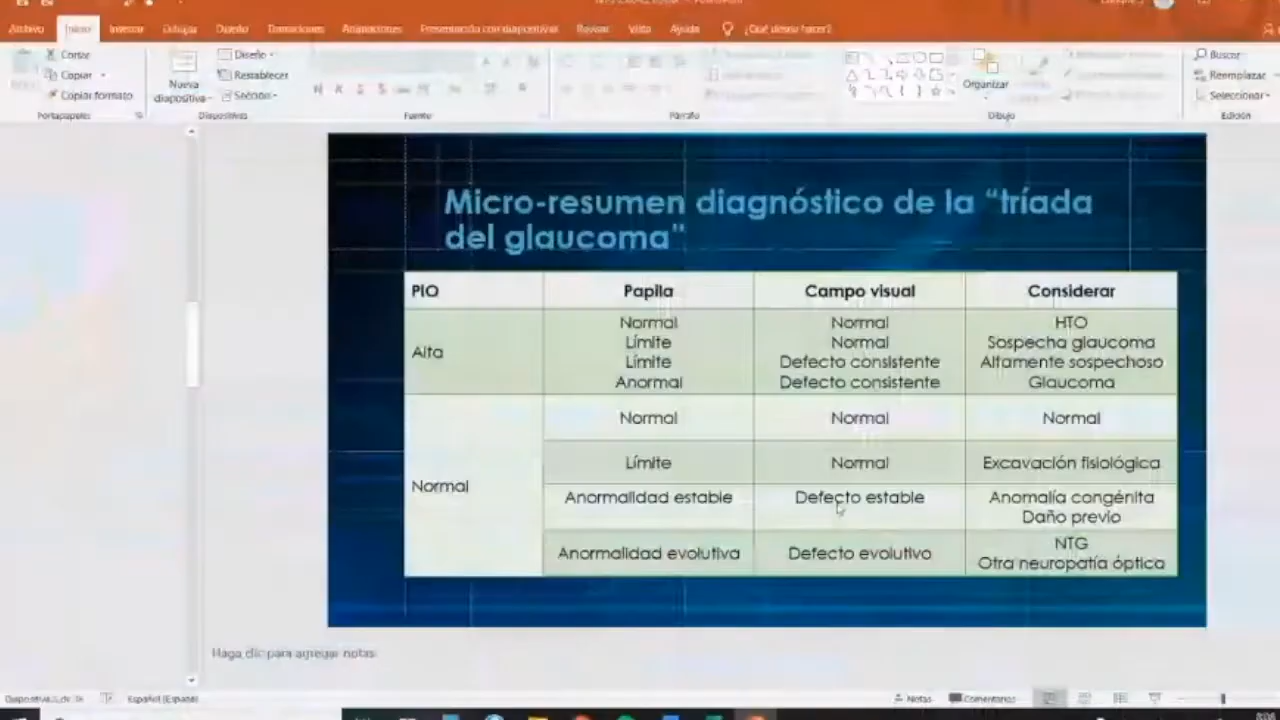 Archivo Inicio Insertar Dibujar Diseño Transiciones Animaciones Presentación con diapositivas Revisar Vista Ayuda ¿Qué desea hacer?
Cortar
Copiar
Copiar formato
Portapapeles
Nueva
diapositiva
Diseño
Restablecer
Sección
Diapositivas
Fuente
Párrafo
Organizar
Dibujo
Buscar
Reemplazar
Seleccionar
Edición
Micro-resumen diagnóstico de la “tríada
del glaucoma”
PIO Papila Campo visual Considerar
Alta
Normal Normal HTO
Límite Normal Sospecha glaucoma
Límite Defecto consistente Altamente sospechoso
Anormal Defecto consistente Glaucoma
Normal
Normal Normal Normal
Límite Normal Excavación fisiológica
Anormalidad estable Defecto estable Anomalía congénita
Daño previo
Anormalidad evolutiva Defecto evolutivo NTG
Otra neuropatía óptica
Haga clic para agregar notas
Español (España)
Notas
Comentarios